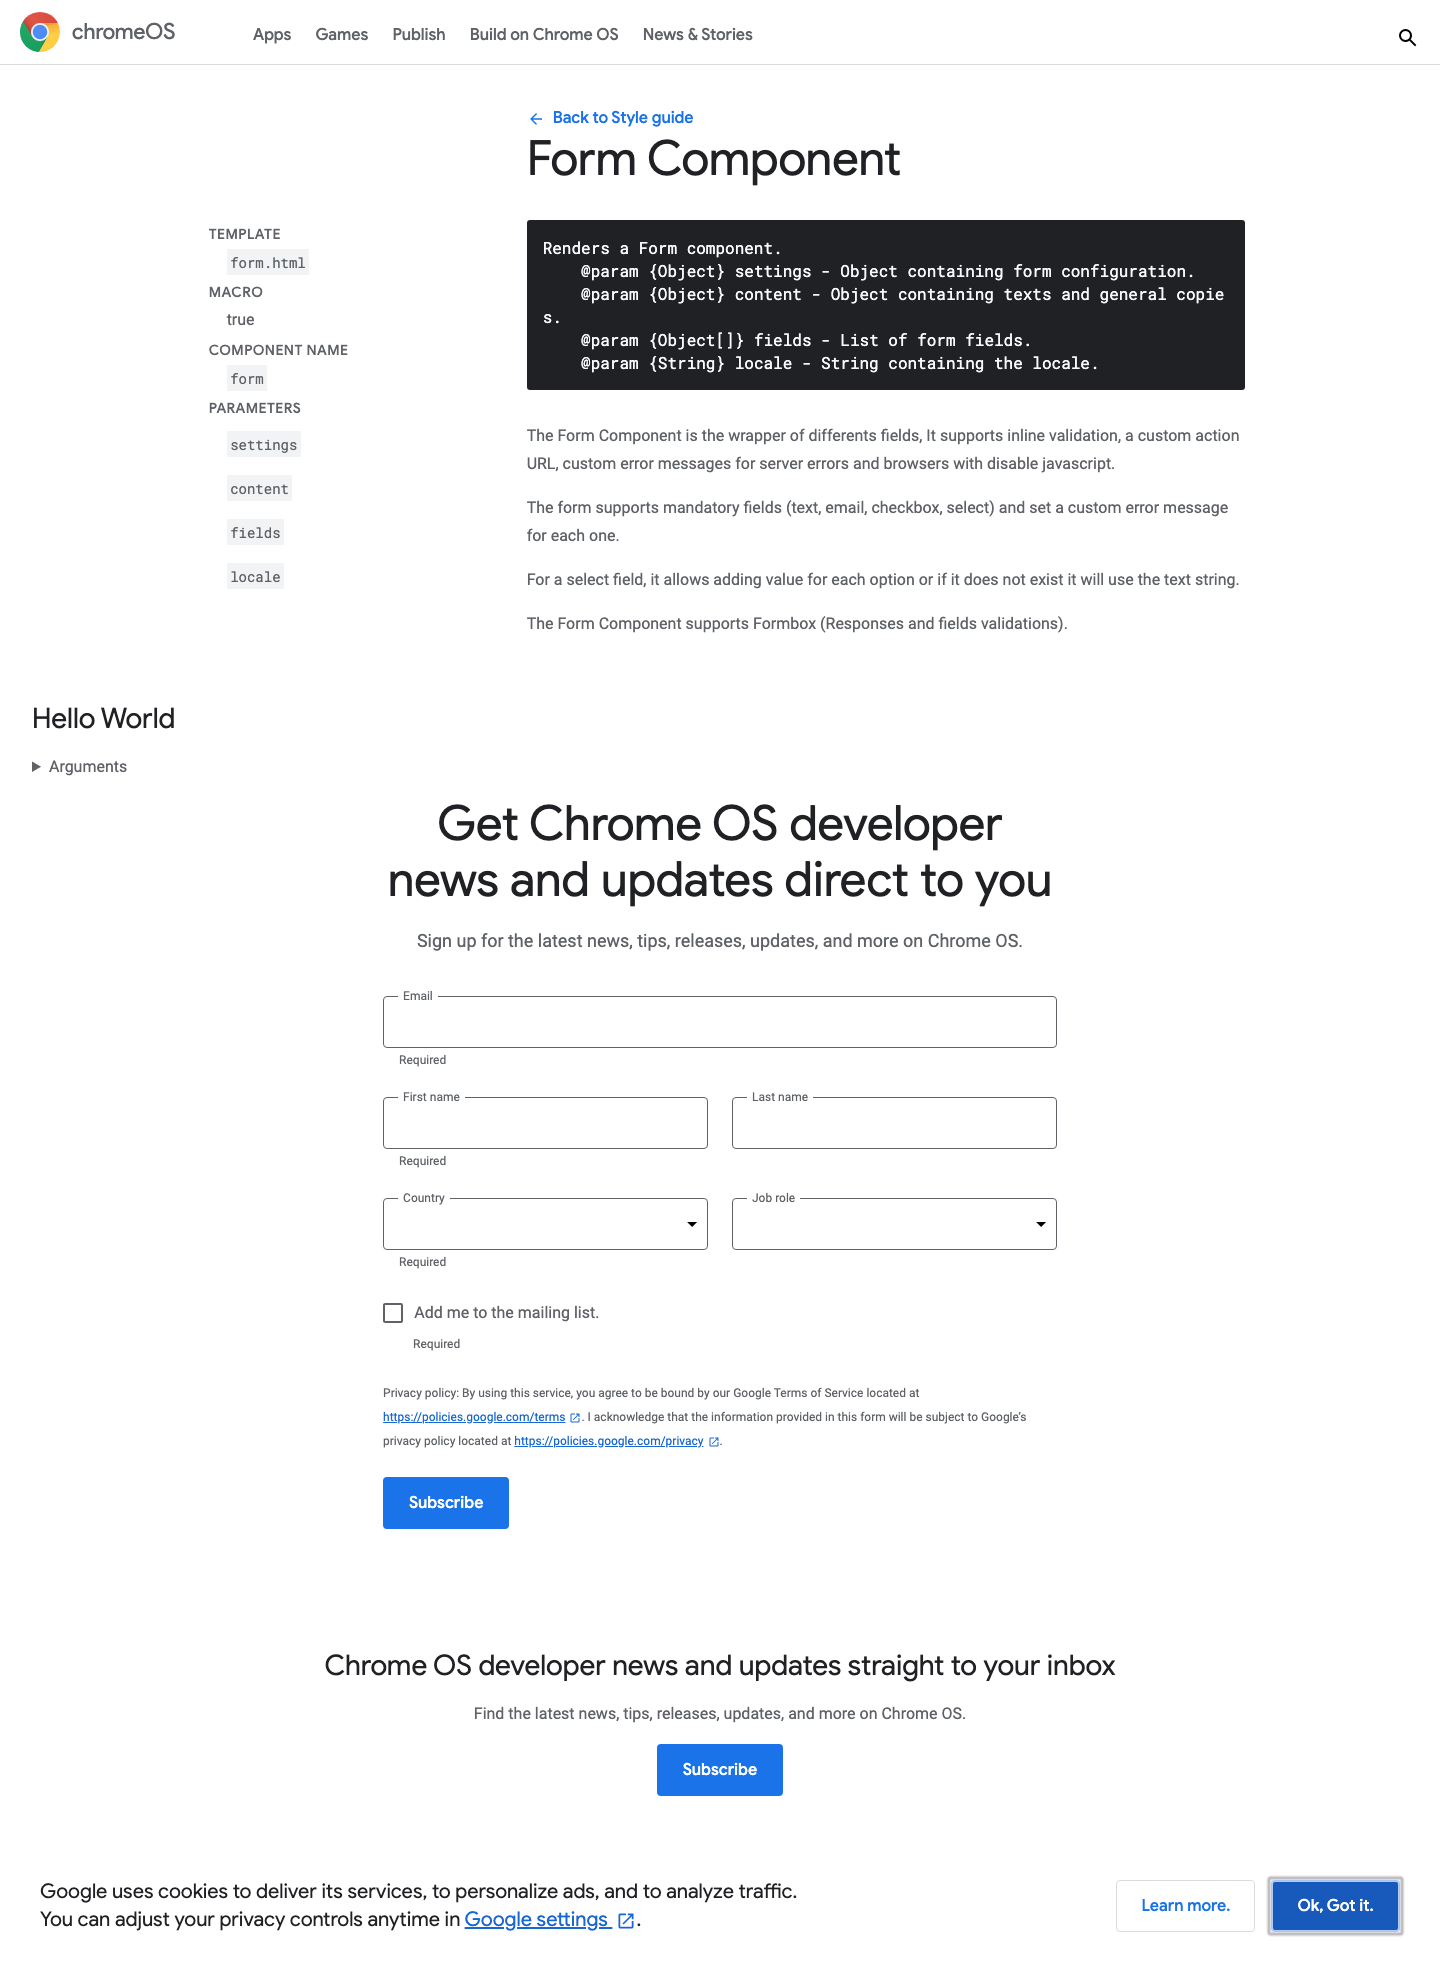 chromeOS
Apps
Games
Publish
Build on Chrome OS
News & Stories
Back to Style guide
Form Component
TEMPLATE
form.html
MACRO
true
COMPONENT NAME
form
PARAMETERS
settings
content
fields
locale
Renders a Form component.
@param {Object} settings - Object containing form configuration.
@param {Object} content - Object containing texts and general copie
s.
@param {Object[]} fields - List of form fields.
@param {String} locale - String containing the locale.
The Form Component is the wrapper of differents fields, It supports inline validation, a custom action
URL, custom error messages for server errors and browsers with disable javascript.
The form supports mandatory fields (text, email, checkbox, select) and set a custom error message
for each one.
For a select field, it allows adding value for each option or if it does not exist it will use the text string.
The Form Component supports Formbox (Responses and fields validations).
Hello World
Arguments
Get Chrome OS developer
news and updates direct to you
Sign up for the latest news, tips, releases, updates, and more on Chrome OS.
Email
Required
First name
Last name
Required
Country
Job role
Required
Add me to the mailing list.
Required
Privacy policy: By using this service, you agree to be bound by our Google Terms of Service located at
https://policies.google.com/terms . I acknowledge that the information provided in this form will be subject to Google's
privacy policy located at https://policies.google.com/privacy .
Subscribe
Chrome OS developer news and updates straight to your inbox
Find the latest news, tips, releases, updates, and more on Chrome OS.
Subscribe
Google uses cookies to deliver its services, to personalize ads, and to analyze traffic.
You can adjust your privacy controls anytime in Google settings .
Learn more.
Ok, Got it.